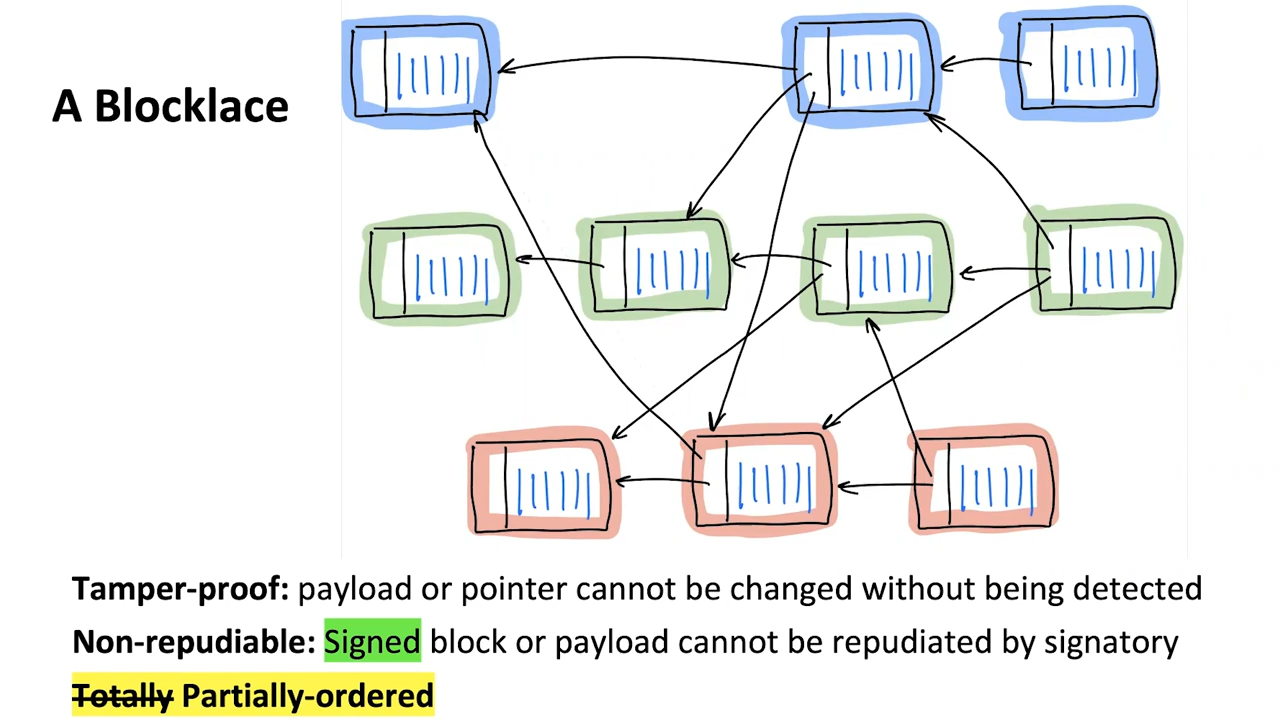 A Blocklace
Tamper-proof: payload or pointer cannot be changed without being detected
Non-repudiable: Signed block or payload cannot be repudiated by signatory
Totally Partially-ordered